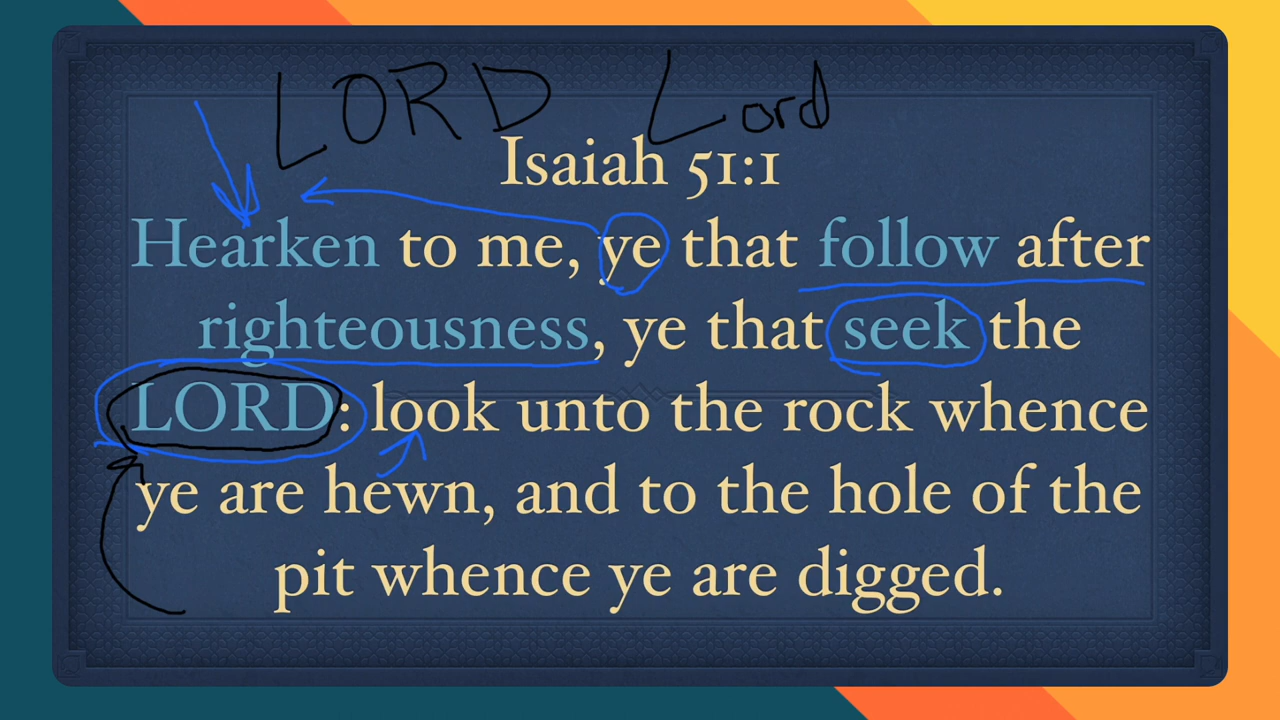 LORD Lord
Isaiah 51:1
Hearken to me, ye that follow after
righteousness, ye that seek the
LORD: look unto the rock whence
ye are hewn, and to the hole of the
pit whence ye are digged.